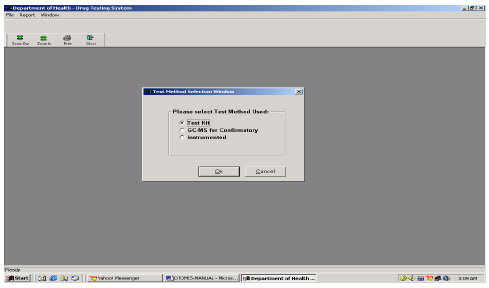 Department of Health - Drug Testing System
File Report Window
Zoom Out Zoom In Print Close
Test Method Selection Window
Please select Test Method Used:
Test Kit
GC-MS for Confirmatory
Instrumented
Ok Cancel
Ready
Start Yahoo! Messenger DTOMIS-MANUAL - Micros... Department of Health ... 3:09 AM